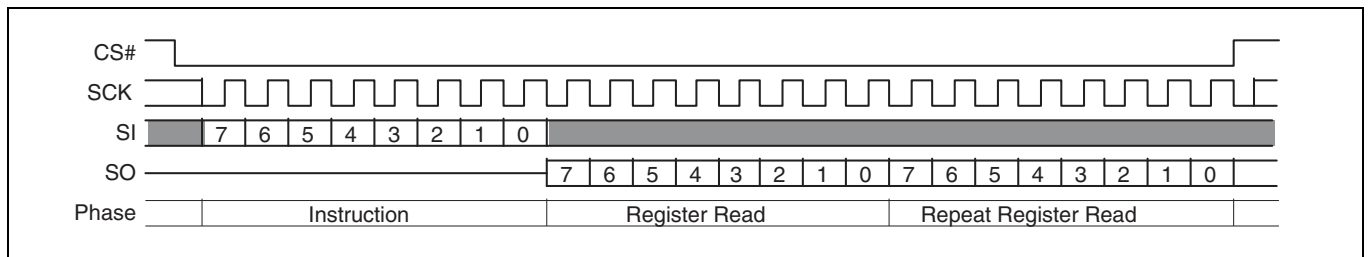 CS#
SCK
SI 7 6 5 4 3 2 1 0
SO 7 6 5 4 3 2 1 0 7 6 5 4 3 2 1 0
Phase Instruction Register Read Repeat Register Read